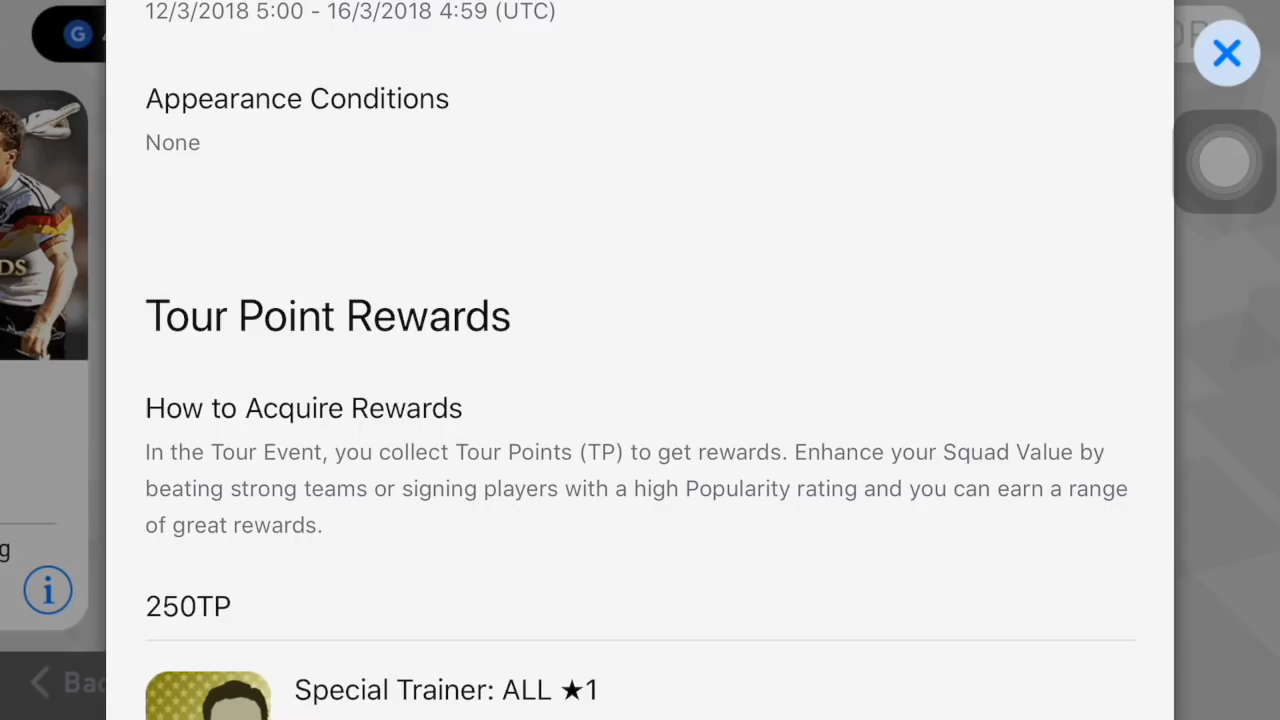 12/3/2018 5:00 - 16/3/2018 4:59 (UTC)
Appearance Conditions
None
Tour Point Rewards
How to Acquire Rewards
In the Tour Event, you collect Tour Points (TP) to get rewards. Enhance your Squad Value by
beating strong teams or signing players with a high Popularity rating and you can earn a range
of great rewards.
250TP
Special Trainer: ALL ★1
G
DS
g
i